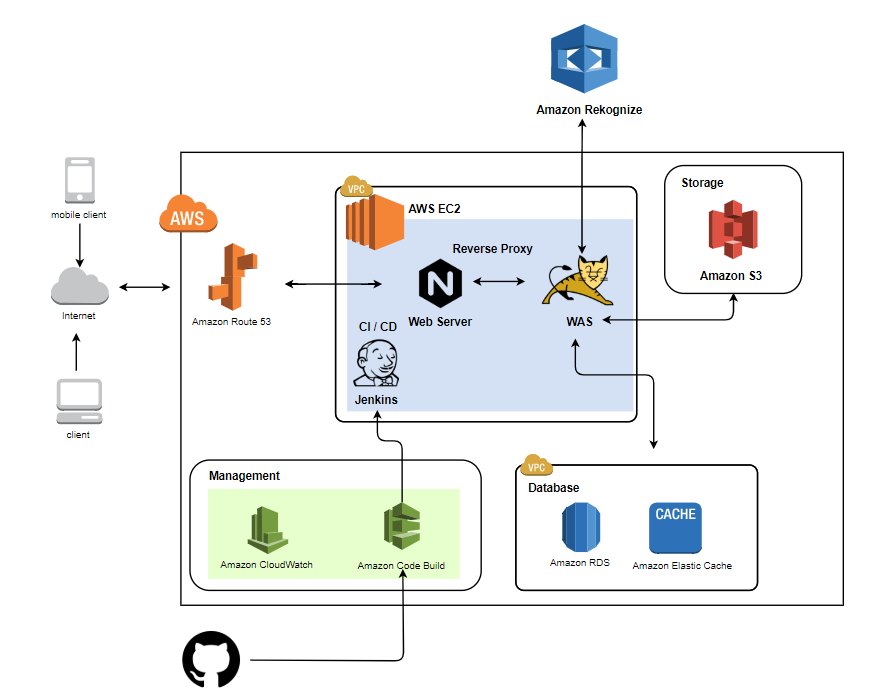 Amazon Rekognize
mobile client
AWS
VPC
AWS EC2
Storage
Reverse Proxy
N
Amazon S3
Internet
Amazon Route 53
Web Server
WAS
CI / CD
Jenkins
client
Management
VPC
Database
CACHE
Amazon CloudWatch
Amazon Code Build
Amazon RDS
Amazon Elastic Cache